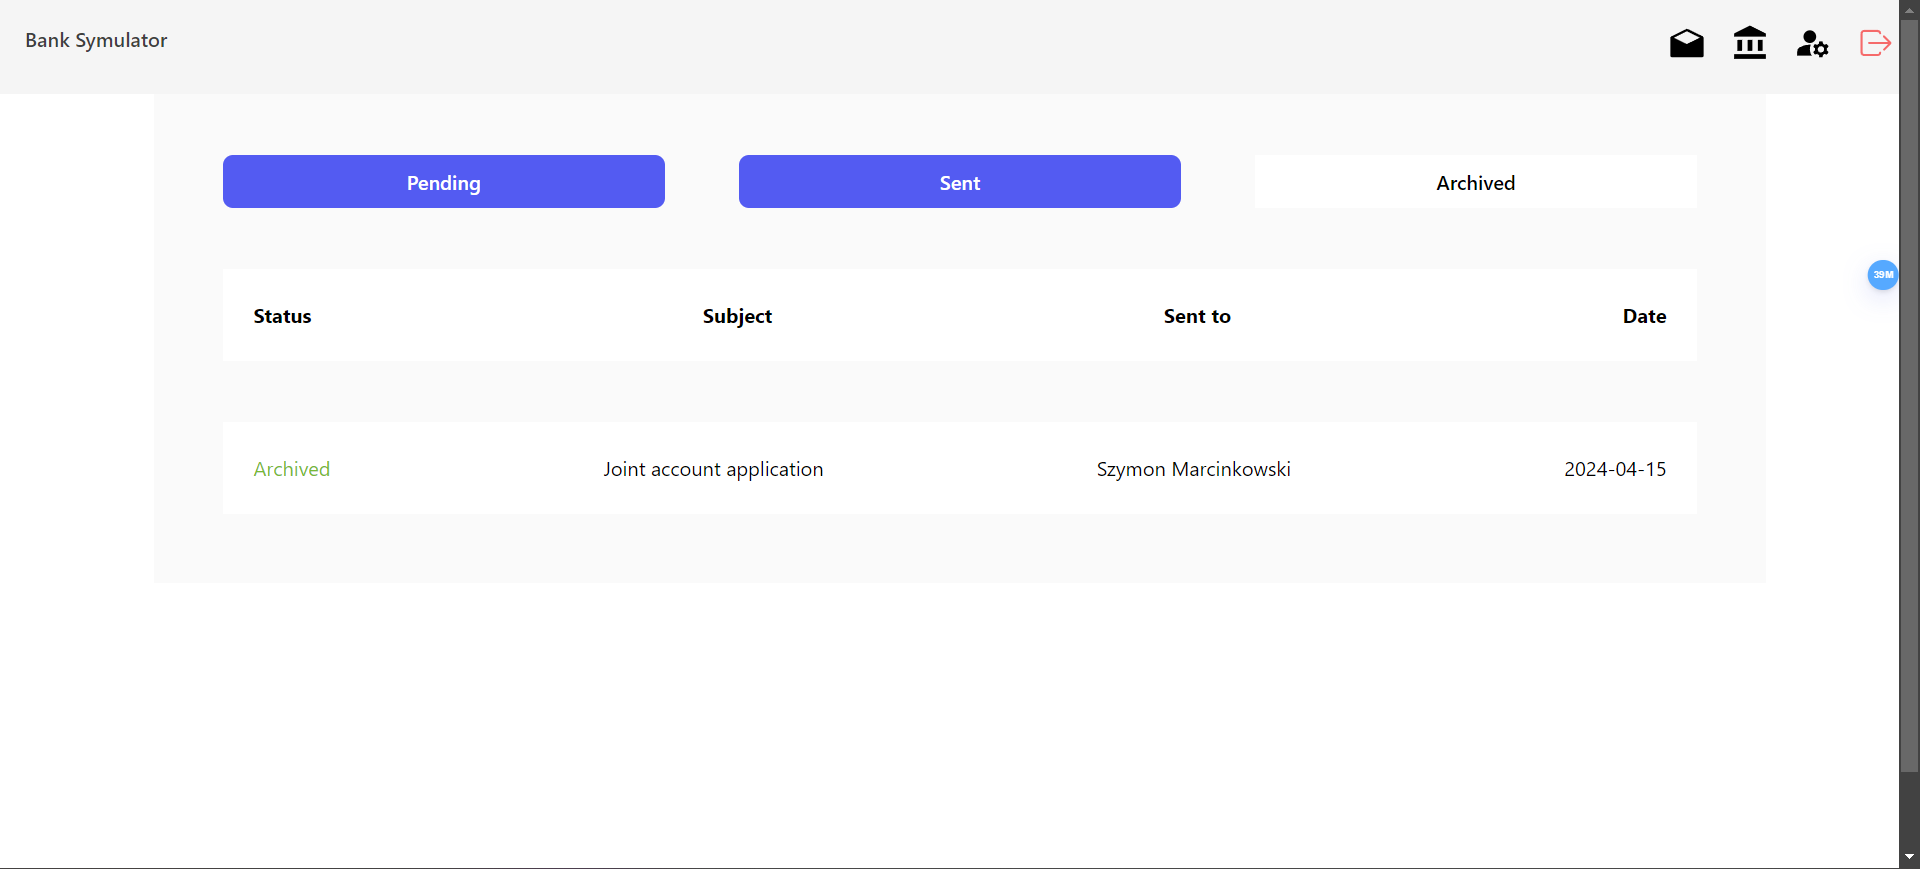 Bank Symulator
Pending Sent Archived
39M
Status Subject Sent to Date
Archived Joint account application Szymon Marcinkowski 2024-04-15